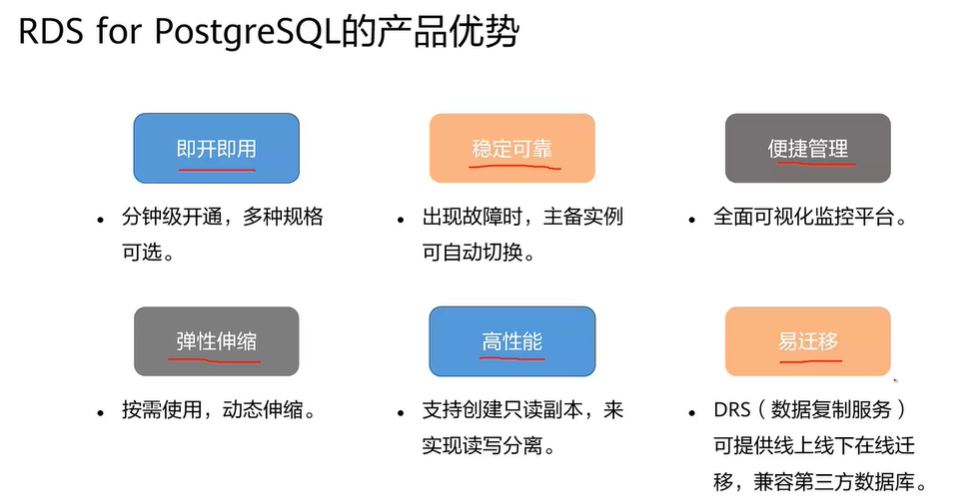 RDS for PostgreSQL的产品优势
即开即用
稳定可靠
便捷管理
• 分钟级开通，多种规格
可选。
• 出现故障时，主备实例
可自动切换。
• 全面可视化监控平台。
弹性伸缩
高性能
易迁移
• 按需使用，动态伸缩。
• 支持创建只读副本，来
实现读写分离。
• DRS（数据复制服务）
可提供线上线下在线迁
移，兼容第三方数据库。